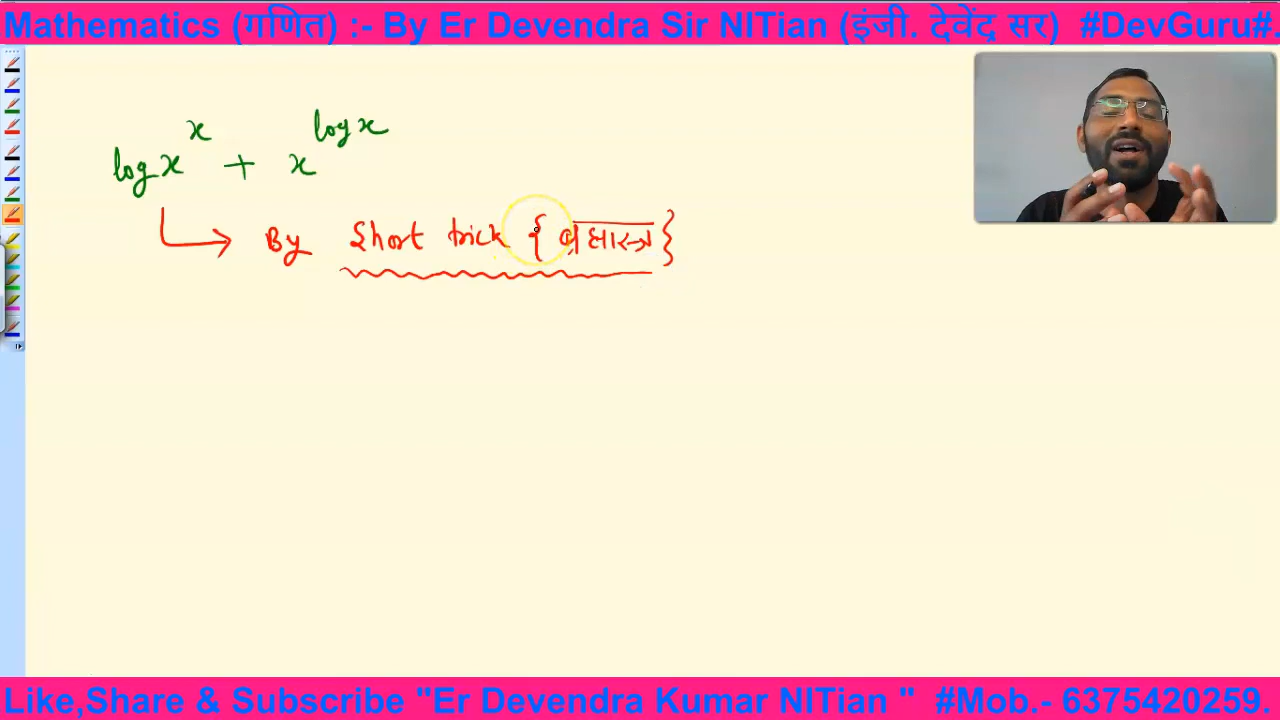 Mathematics (गणित) :- By Er Devendra Sir NITian (इंजी. देवेंद सर) #DevGuru#.
log x^x + x^log x
By Short trick { ब्रह्मास्त्र }
Like,Share & Subscribe "Er Devendra Kumar NITian " #Mob.- 6375420259.